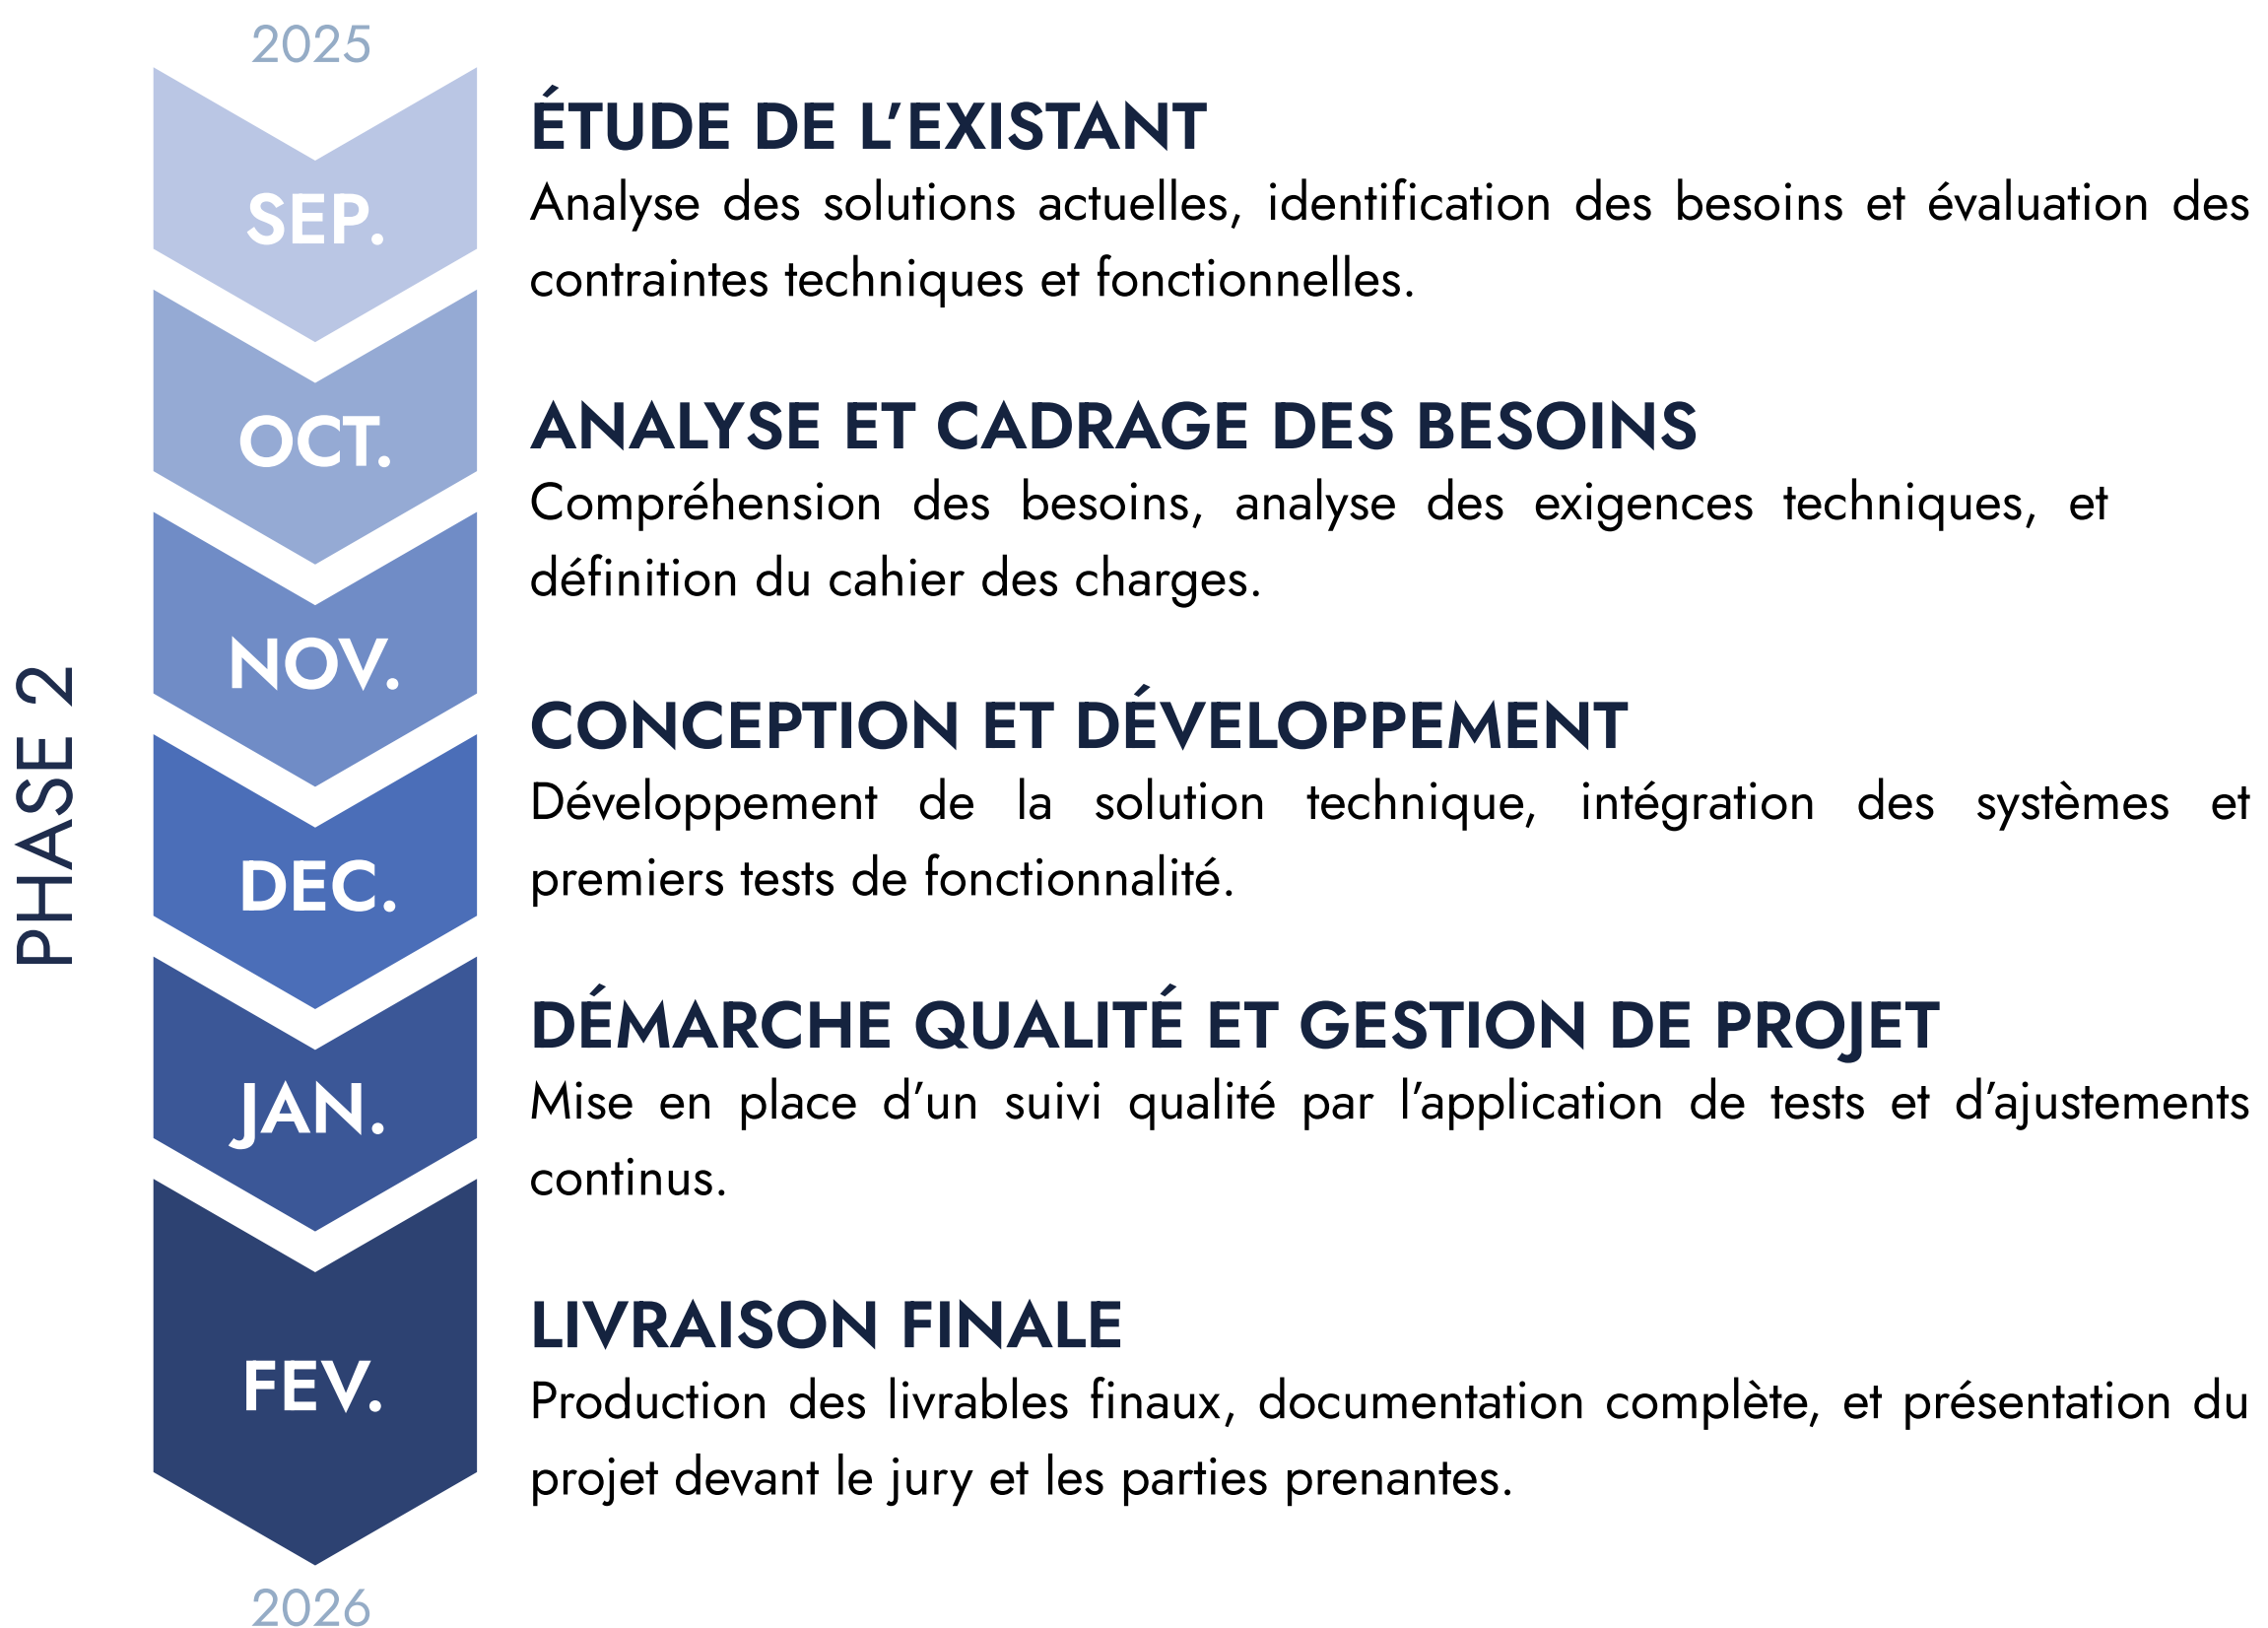 2025
PHASE 2
SEP.
OCT.
NOV.
DEC.
JAN.
FEV.
2026
ÉTUDE DE L’EXISTANT
Analyse des solutions actuelles, identification des besoins et évaluation des
contraintes techniques et fonctionnelles.
ANALYSE ET CADRAGE DES BESOINS
Compréhension des besoins, analyse des exigences techniques, et
définition du cahier des charges.
CONCEPTION ET DÉVELOPPEMENT
Développement de la solution technique, intégration des systèmes et
premiers tests de fonctionnalité.
DÉMARCHE QUALITÉ ET GESTION DE PROJET
Mise en place d’un suivi qualité par l’application de tests et d’ajustements
continus.
LIVRAISON FINALE
Production des livrables finaux, documentation complète, et présentation du
projet devant le jury et les parties prenantes.